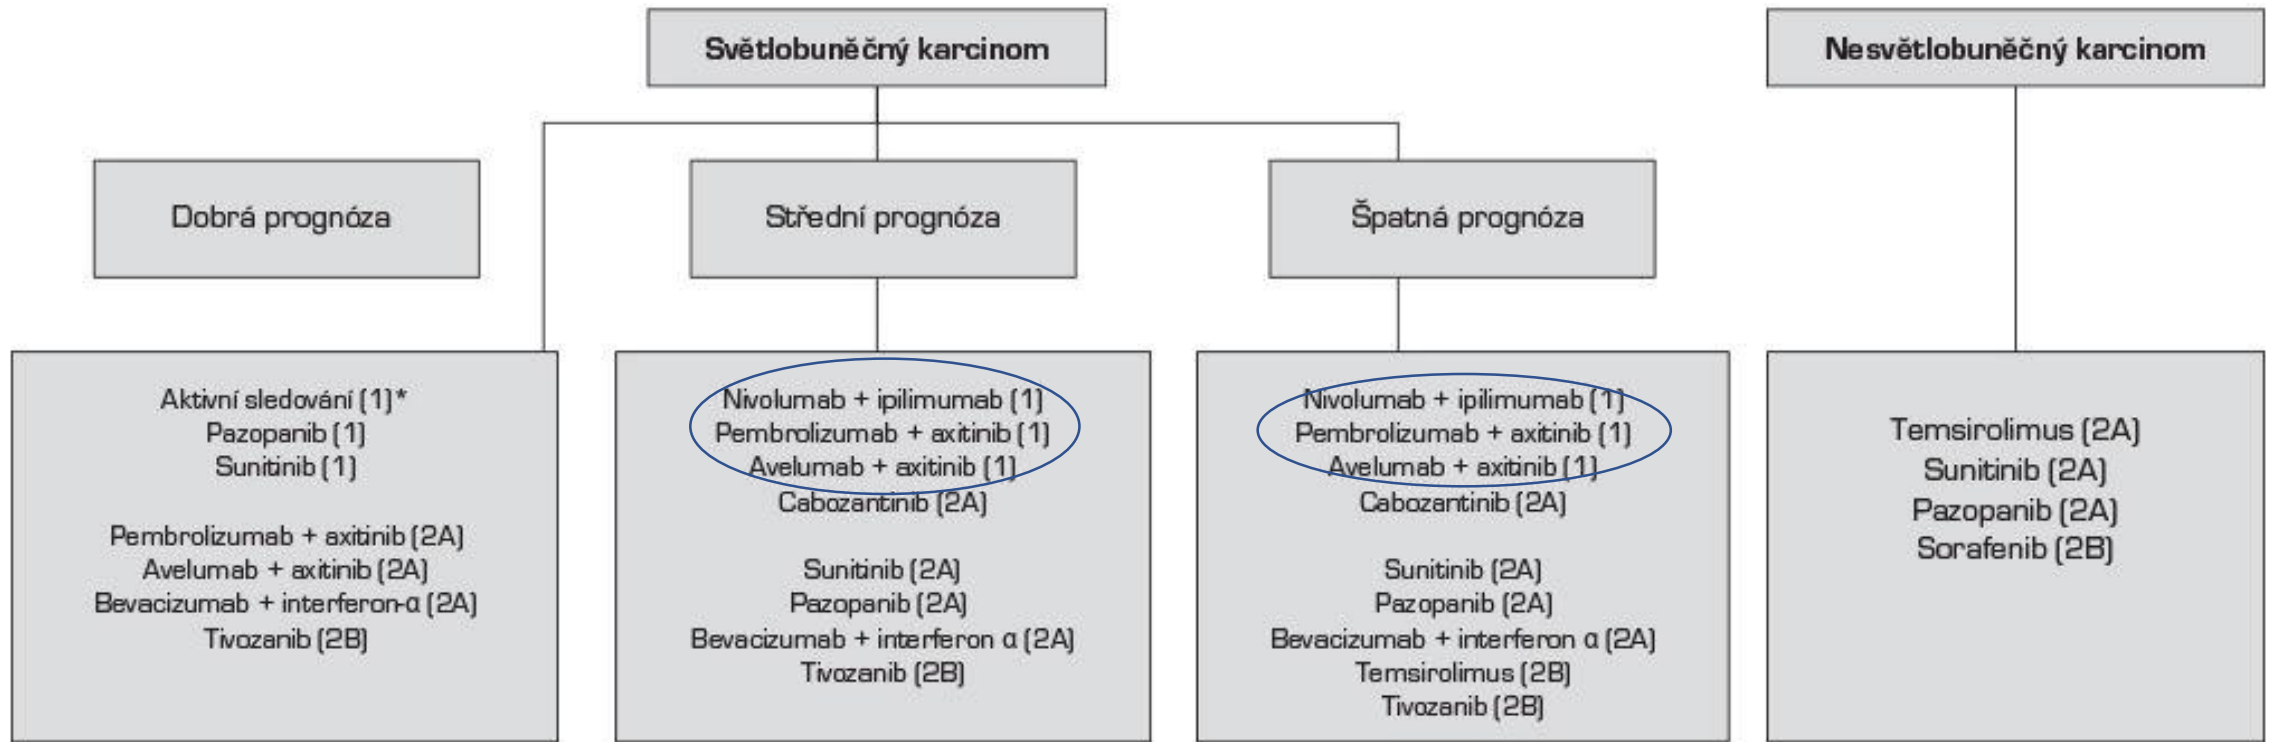 Světlobuněčný karcinom
Nesvětlobuněčný karcinom
Dobrá prognóza
Střední prognóza
Špatná prognóza
Aktivní sledování (1)*
Pazopanib (1)
Sunitinib (1)
Pembrolizumab + axitinib (2A)
Avelumab + axitinib (2A)
Bevacizumab + interferon-α (2A)
Tivozanib (2B)
Nivolumab + ipilimumab (1)
Pembrolizumab + axitinib (1)
Avelumab + axitinib (1)
Cabozantinib (2A)
Sunitinib (2A)
Pazopanib (2A)
Bevacizumab + interferon α (2A)
Tivozanib (2B)
Nivolumab + ipilimumab (1)
Pembrolizumab + axitinib (1)
Avelumab + axitinib (1)
Cabozantinib (2A)
Sunitinib (2A)
Pazopanib (2A)
Bevacizumab + interferon α (2A)
Temsirolimus (2B)
Tivozanib (2B)
Temsirolimus (2A)
Sunitinib (2A)
Pazopanib (2A)
Sorafenib (2B)